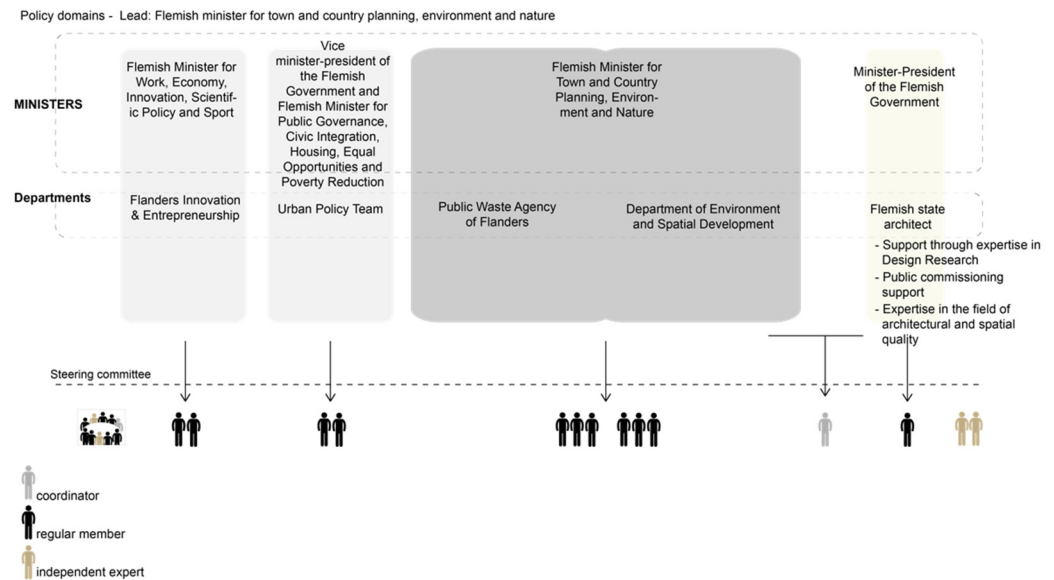 Policy domains - Lead: Flemish minister for town and country planning, environment and nature
MINISTERS
Flemish Minister for
Work, Economy,
Innovation, Scientif-
ic Policy and Sport
Vice
minister-president of
the Flemish
Government and
Flemish Minister for
Public Governance,
Civic Integration,
Housing, Equal
Opportunities and
Poverty Reduction
Flemish Minister for
Town and Country
Planning, Environ-
ment and Nature
Minister-President
of the Flemish
Government
Departments
Flanders Innovation
& Entrepreneurship
Urban Policy Team
Public Waste Agency
of Flanders
Department of Environment
and Spatial Development
Flemish state
architect
- Support through expertise in
Design Research
- Public commissioning
support
- Expertise in the field of
architectural and spatial
quality
Steering committee
coordinator
regular member
independent expert